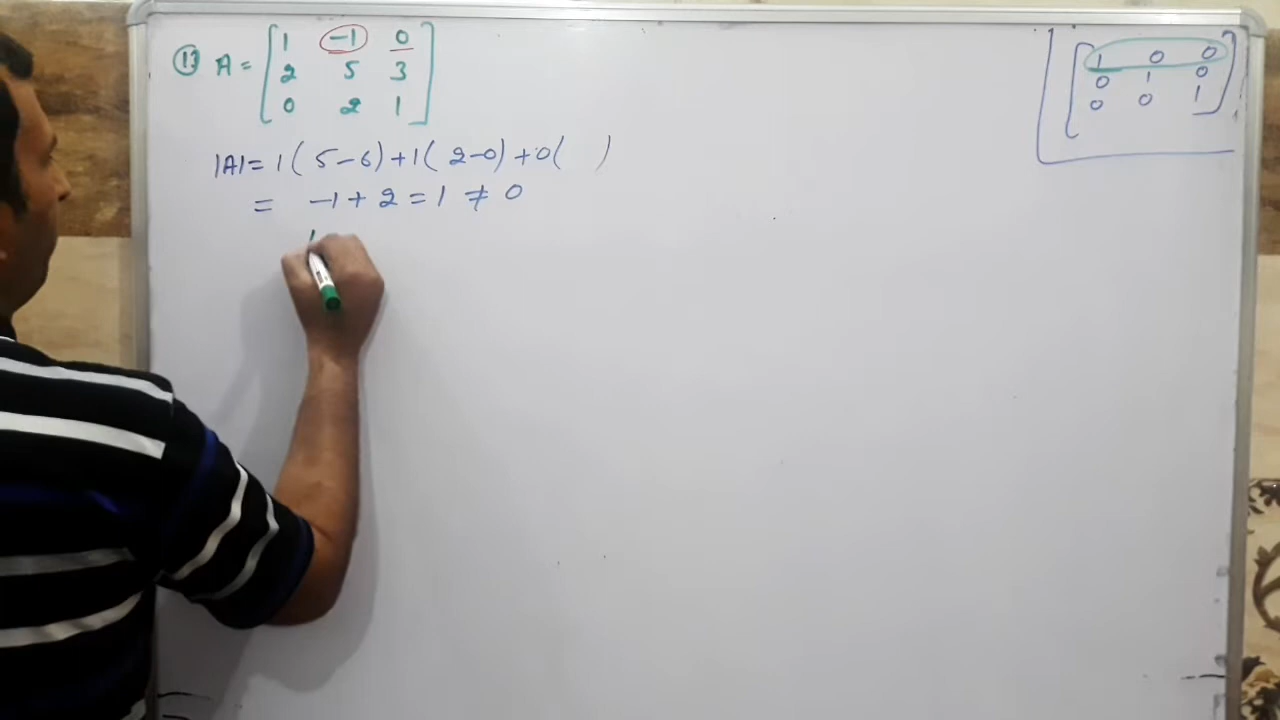 (13) A = [ 1 -1 0
2 5 3
0 2 1 ]
|A| = 1 ( 5 - 6 ) + 1 ( 2 - 0 ) + 0 (   )
= -1 + 2 = 1 ≠ 0
[ 1 0 0
0 1 0
0 0 1 ]